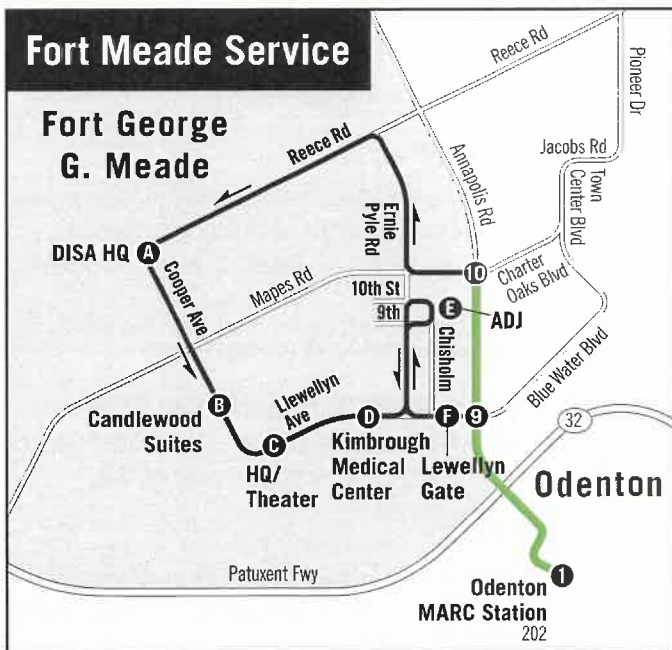 Fort Meade Service
Fort George
G. Meade
Reece Rd
Pioneer Dr
Reece Rd
Annapolis Rd
Jacobs Rd
Town
Center Blvd
Ernie
Pyle Rd
DISA HQ A
Cooper Ave
Mapes Rd
10
Charter
Oaks Blvd
10th St
9th
E
ADJ
Chisholm
Blue Water Blvd
Llewellyn
Ave
B
Candlewood
Suites
C
HQ/
Theater
D
Kimbrough
Medical
Center
F
Lewellyn
Gate
9
32
Odenton
Patuxent Fwy
1
Odenton
MARC Station
202